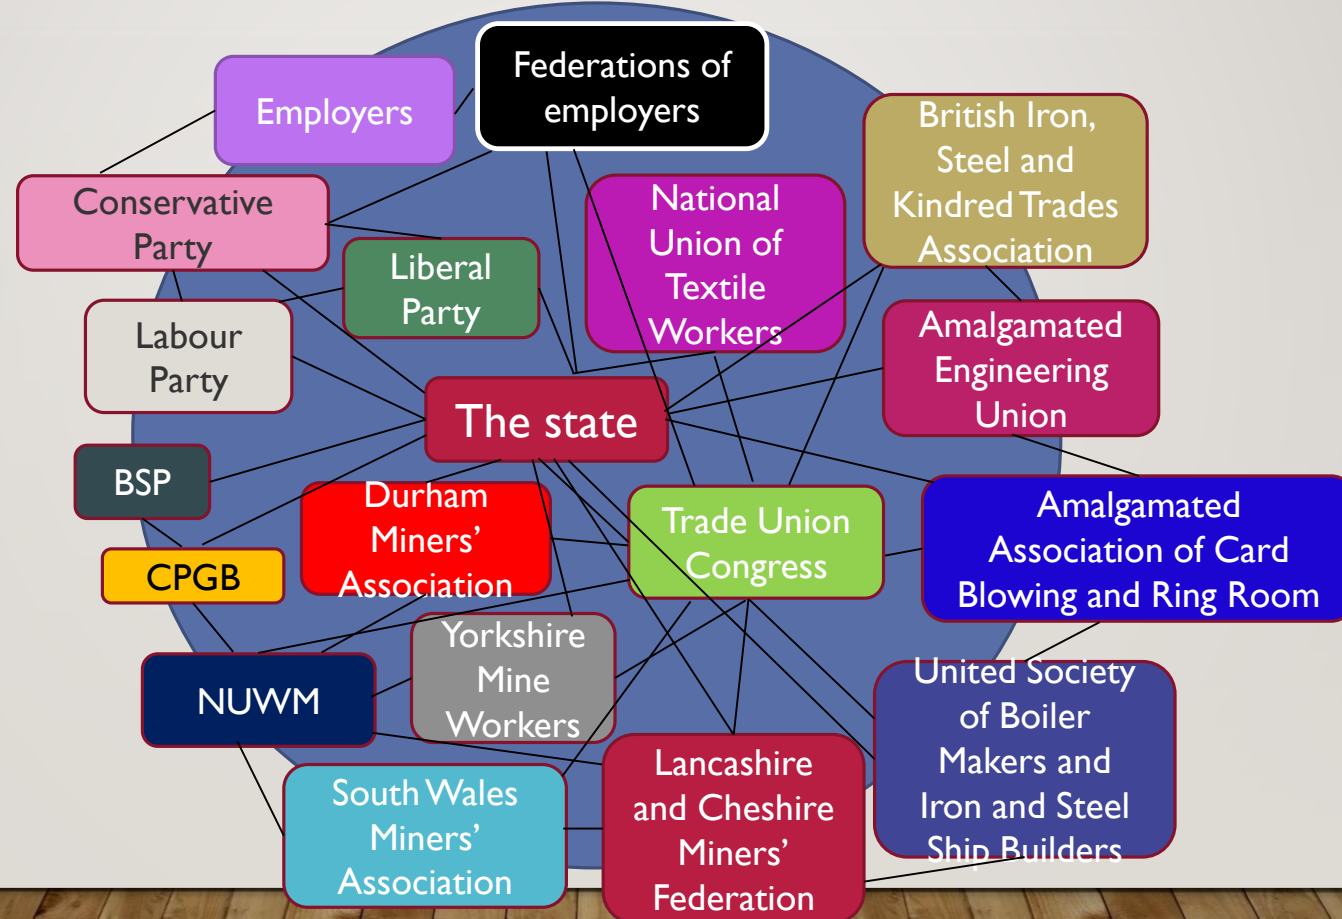 Federations of
employers
Employers
British Iron,
Steel and
Kindred Trades
Association
Conservative
Party
National
Union of
Textile
Workers
Liberal
Party
Labour
Party
Amalgamated
Engineering
Union
The state
BSP
Durham
Miners’
Association
Trade Union
Congress
Amalgamated
Association of Card
Blowing and Ring Room
CPGB
Yorkshire
Mine
Workers
NUWM
United Society
of Boiler
Makers and
Iron and Steel
Ship Builders
South Wales
Miners’
Association
Lancashire
and Cheshire
Miners’
Federation